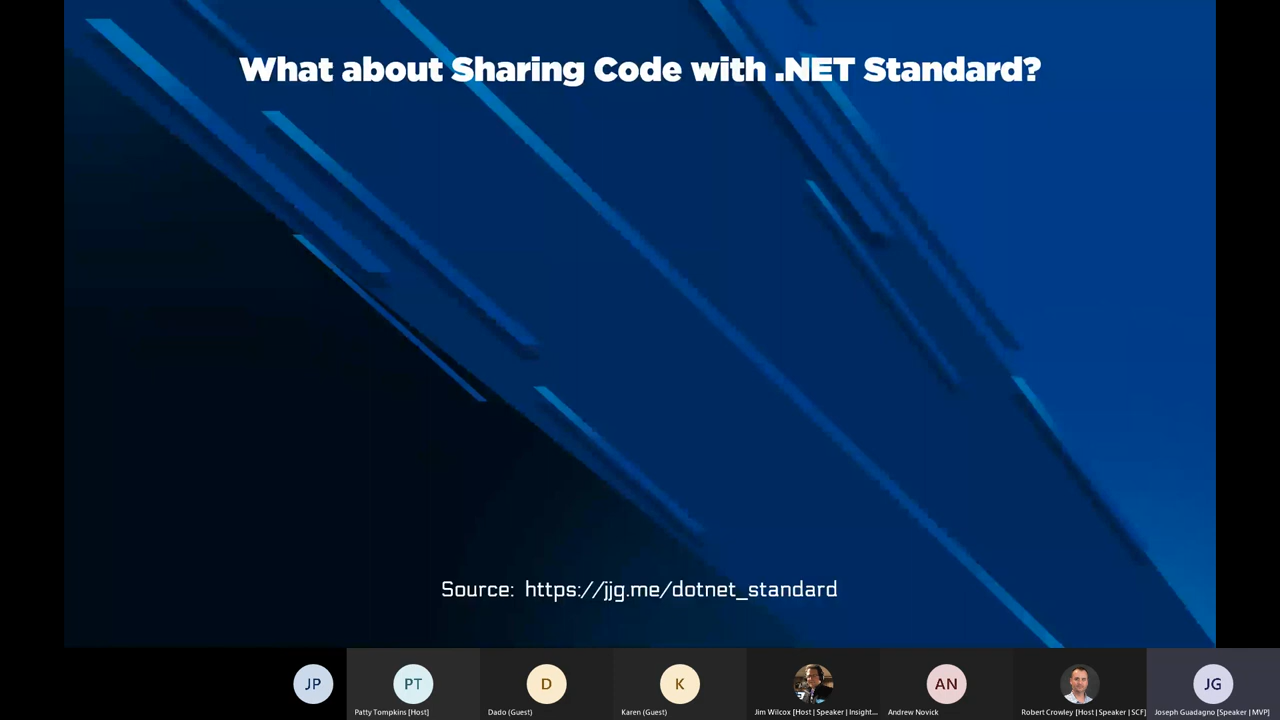 What about Sharing Code with .NET Standard?
Source: https://jjg.me/dotnet_standard
JP
PT
D
K
AN
JG
Patty Tompkins [Host]
Dado (Guest)
Karen (Guest)
Jim Wilcox [Host | Speaker | Insight...
Andrew Novick
Robert Crowley [Host | Speaker | SCF]
Joseph Guadagno [Speaker | MVP]